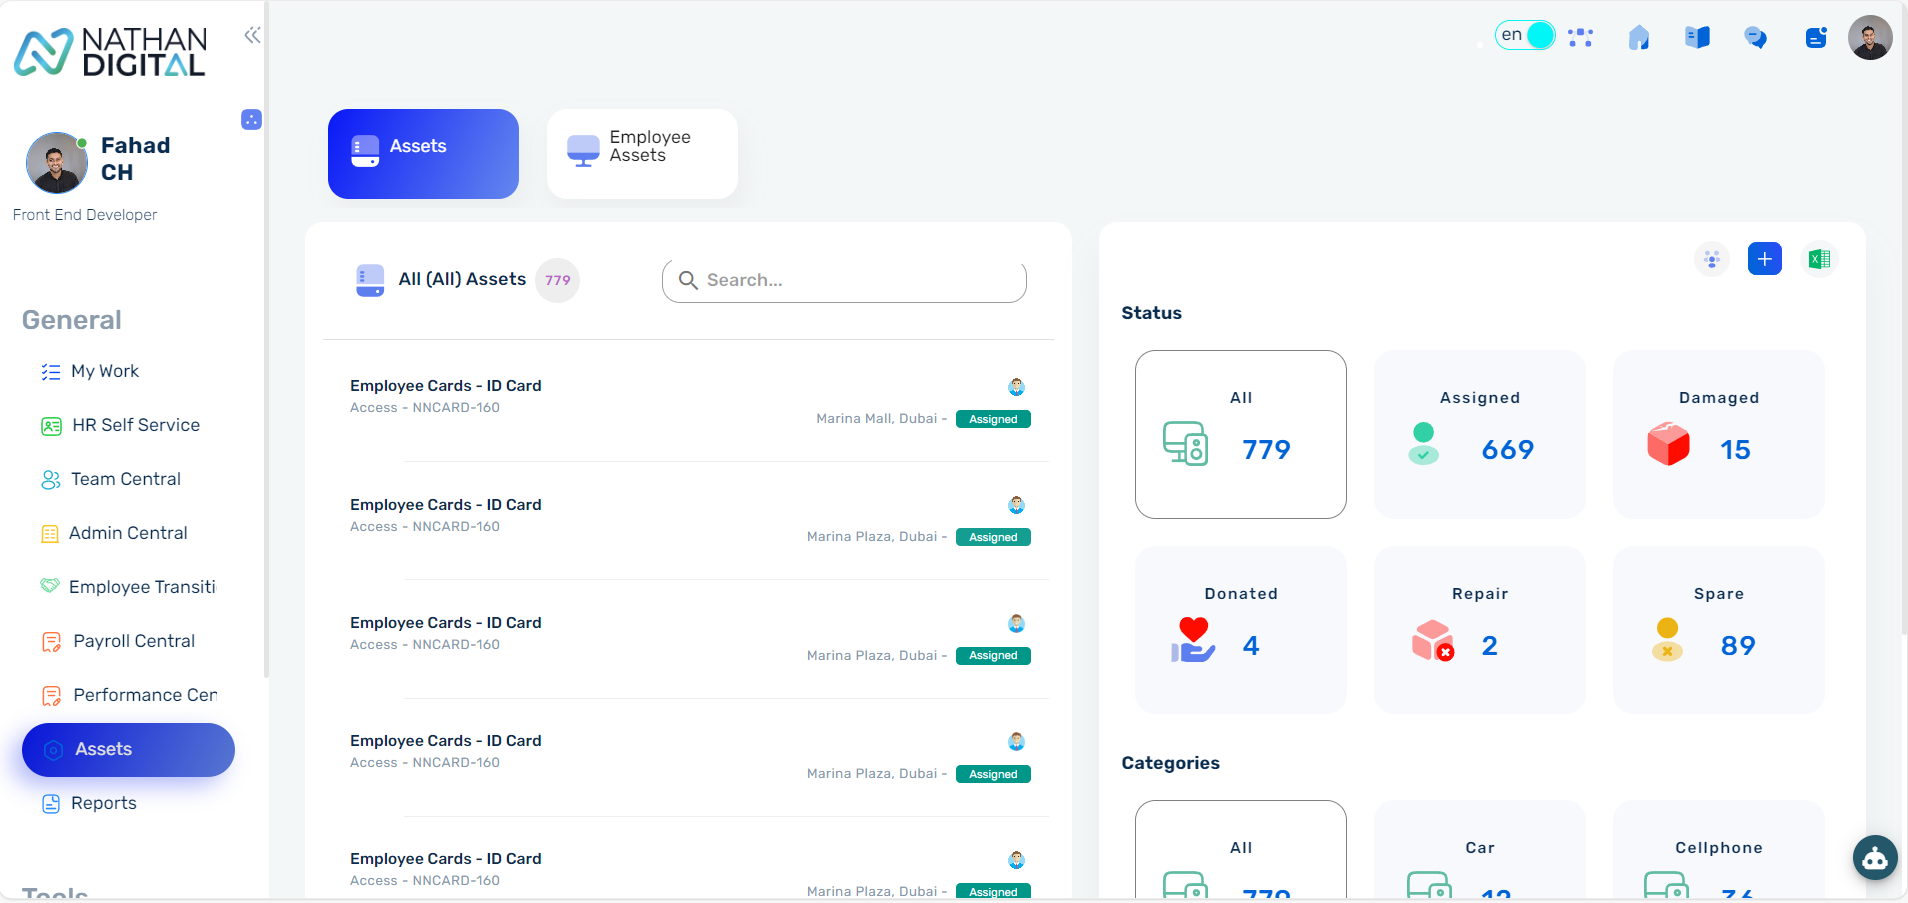 NATHAN
DIGITAL
en
Fahad
CH
Front End Developer
General
My Work
HR Self Service
Team Central
Admin Central
Employee Transiti
Payroll Central
Performance Cen
Assets
Reports
Tools
Assets
Employee
Assets
All (All) Assets 779
Search...
Employee Cards - ID Card
Access - NNCARD-160
Marina Mall, Dubai - Assigned
Employee Cards - ID Card
Access - NNCARD-160
Marina Plaza, Dubai - Assigned
Employee Cards - ID Card
Access - NNCARD-160
Marina Plaza, Dubai - Assigned
Employee Cards - ID Card
Access - NNCARD-160
Marina Plaza, Dubai - Assigned
Employee Cards - ID Card
Access - NNCARD-160
Marina Plaza, Dubai - Assigned
Status
All
779
Assigned
669
Damaged
15
Donated
4
Repair
2
Spare
89
Categories
All
779
Car
12
Cellphone